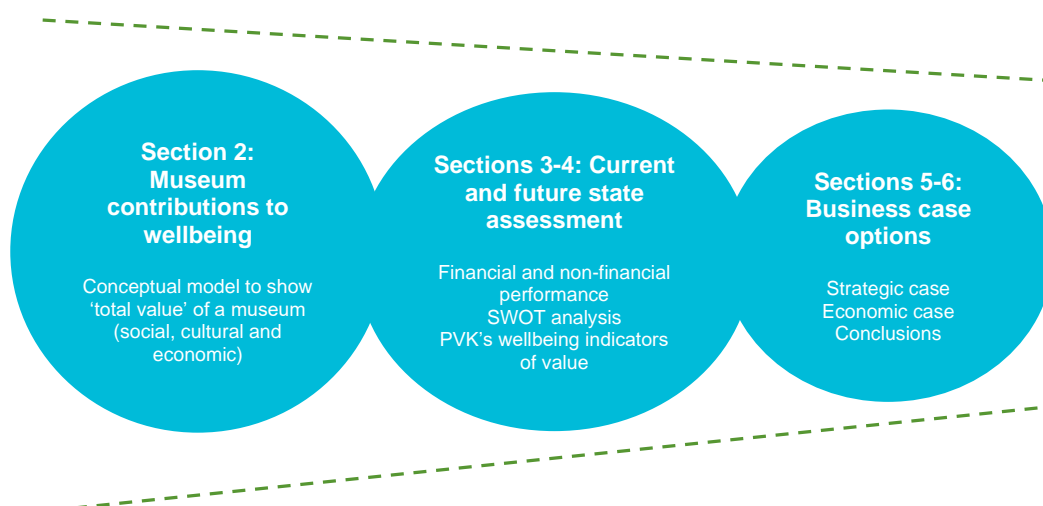 Section 2:
Museum
contributions to
wellbeing
Conceptual model to show
‘total value’ of a museum
(social, cultural and
economic)
Sections 3-4: Current
and future state
assessment
Financial and non-financial
performance
SWOT analysis
PVK’s wellbeing indicators
of value
Sections 5-6:
Business case
options
Strategic case
Economic case
Conclusions